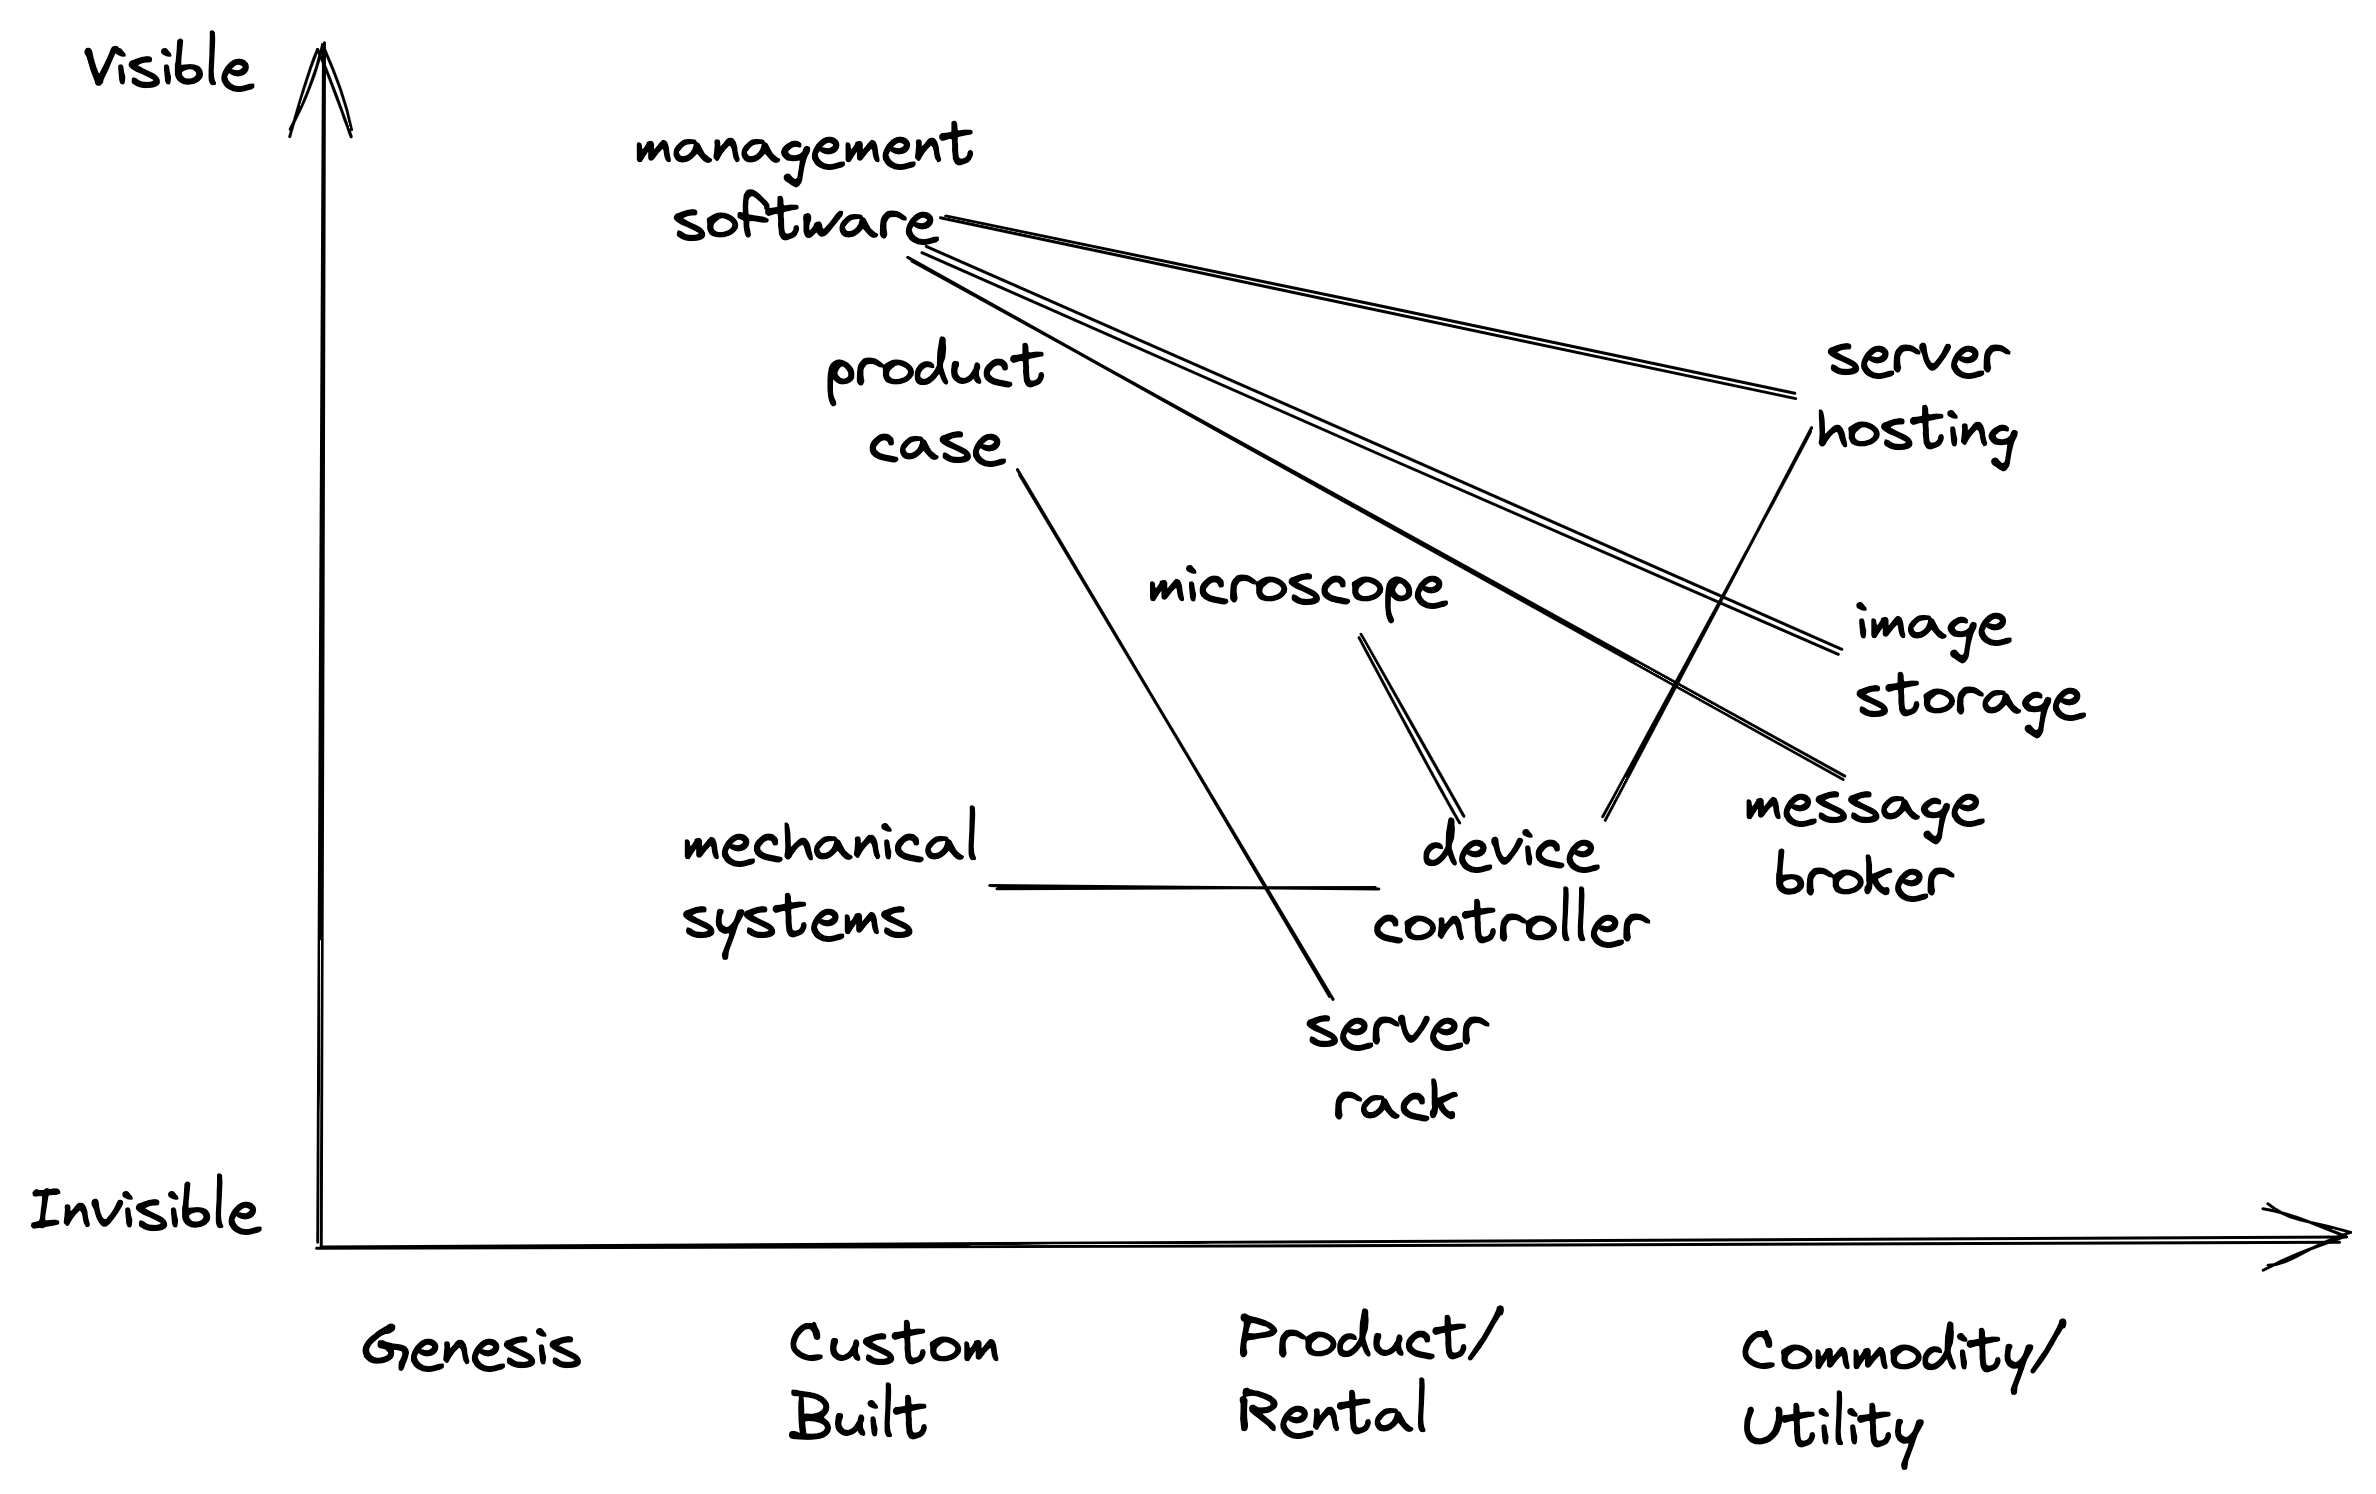 Visible
management
software
product
case
server
hosting
microscope
image
storage
mechanical
systems
device
controller
message
broker
server
rack
Invisible
Genesis
Custom
Built
Product/
Rental
Commodity/
Utility